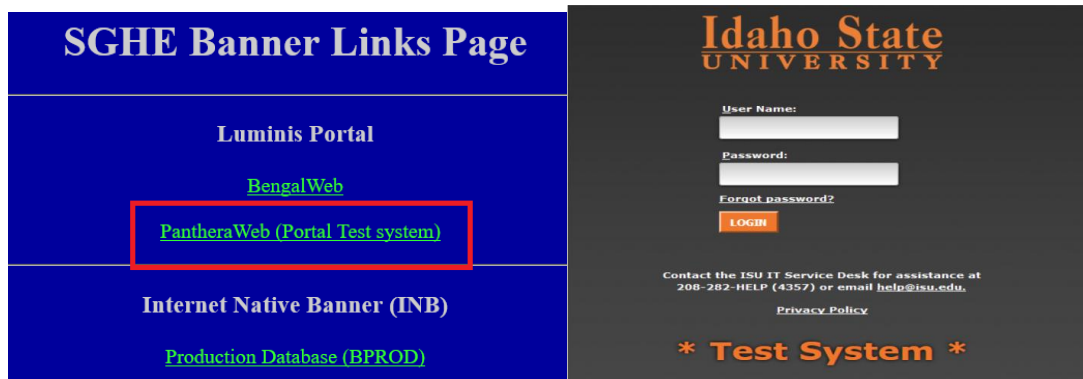 SGHE Banner Links Page
Luminis Portal
BengalWeb
PantheraWeb (Portal Test system)
Internet Native Banner (INB)
Production Database (BPROD)
Idaho State
UNIVERSITY
User Name:
Password:
Forgot password?
LOGIN
Contact the ISU IT Service Desk for assistance at
208-282-HELP (4357) or email help@isu.edu.
Privacy Policy
* Test System *